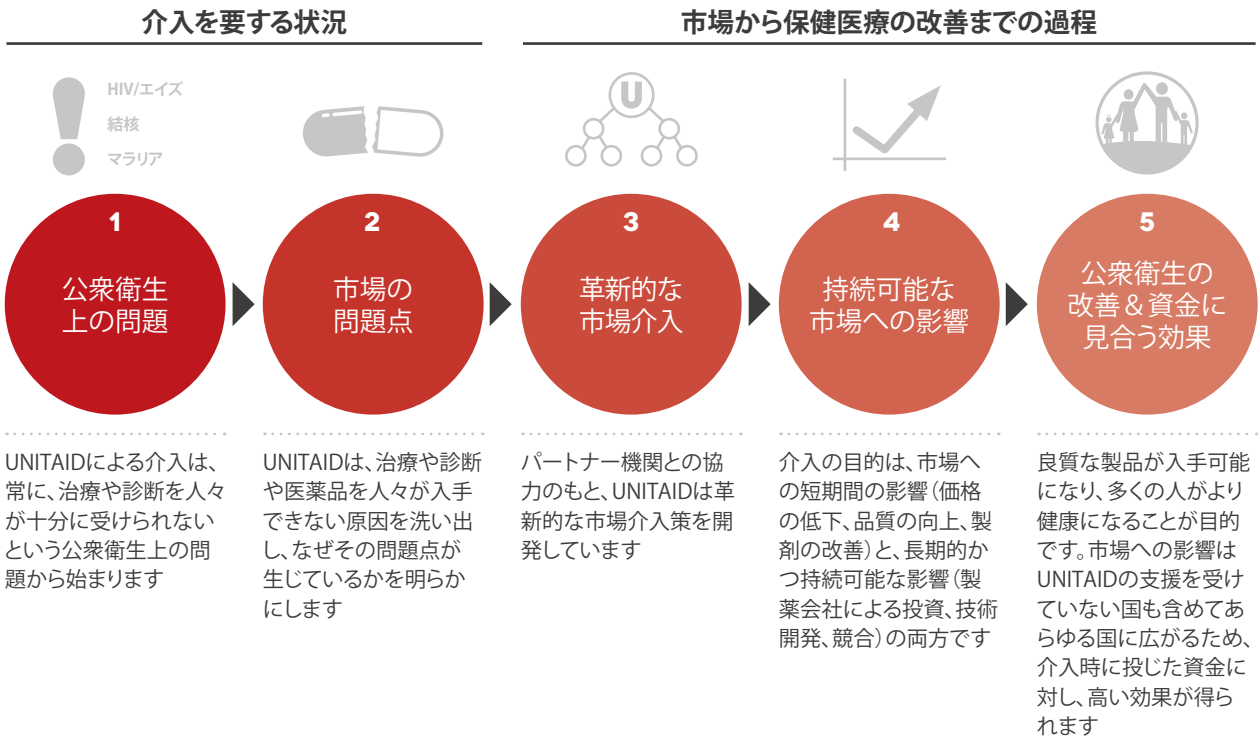 介入を要する状況
市場から保健医療の改善までの過程
HIV/エイズ
結核
マラリア
U
1
公衆衛生
上の問題
2
市場の
問題点
3
革新的な
市場介入
4
持続可能な
市場への影響
5
公衆衛生の
改善&資金に
見合う効果
UNITAIDによる介入は、
常に、治療や診断を人々
が十分に受けられない
という公衆衛生上の問
題から始まります
UNITAIDは、治療や診断
や医薬品を人々が入手
できない原因を洗い出
し、なぜその問題点が
生じているかを明らか
にします
パートナー機関との協
力のもと、UNITAIDは革
新的な市場介入策を開
発しています
介入の目的は、市場へ
の短期間の影響(価格
の低下、品質の向上、製
剤の改善)と、長期的か
つ持続可能な影響(製
薬会社による投資、技術
開発、競合)の両方です
良質な製品が入手可能
になり、多くの人がより
健康になることが目的
です。市場への影響は
UNITAIDの支援を受け
ていない国も含めてあ
らゆる国に広がるため、
介入時に投じた資金に
対し、高い効果が得ら
れます